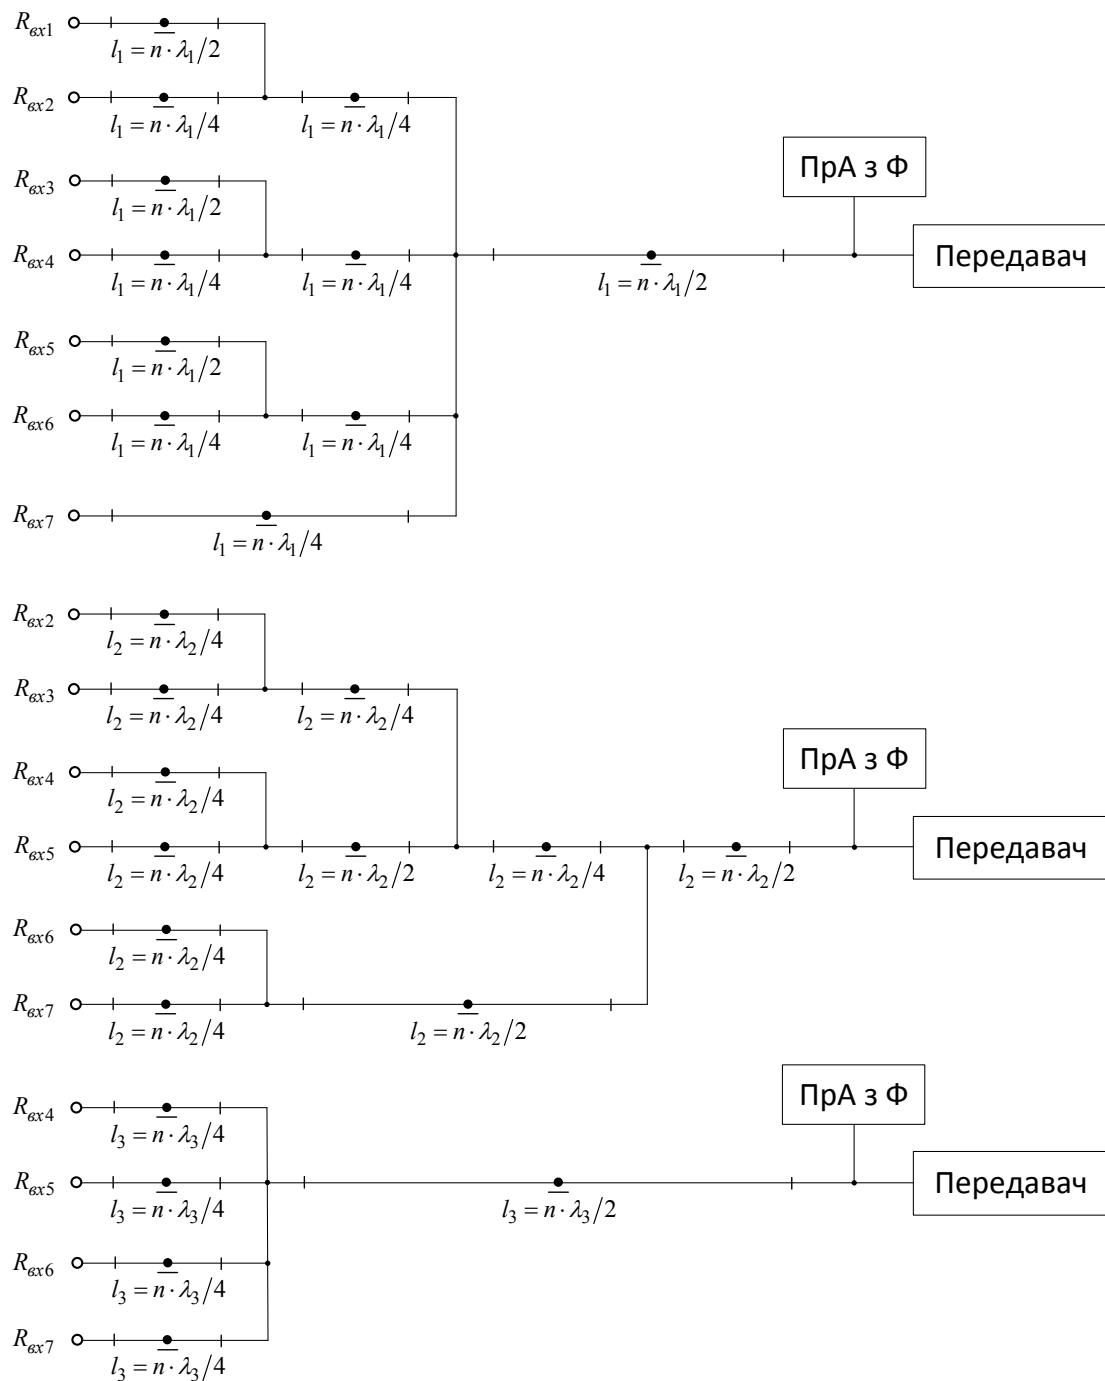 R_вх1
l₁ = n · λ₁/2
R_вх2
l₁ = n · λ₁/4 l₁ = n · λ₁/4
ПрА з Ф
R_вх3
l₁ = n · λ₁/2
R_вх4 Передавач
l₁ = n · λ₁/4 l₁ = n · λ₁/4 l₁ = n · λ₁/2
R_вх5
l₁ = n · λ₁/2
R_вх6
l₁ = n · λ₁/4 l₁ = n · λ₁/4
R_вх7
l₁ = n · λ₁/4
R_вх2
l₂ = n · λ₂/4
R_вх3
l₂ = n · λ₂/4 l₂ = n · λ₂/4
ПрА з Ф
R_вх4
l₂ = n · λ₂/4
R_вх5 Передавач
l₂ = n · λ₂/4 l₂ = n · λ₂/2 l₂ = n · λ₂/4 l₂ = n · λ₂/2
R_вх6
l₂ = n · λ₂/4
R_вх7
l₂ = n · λ₂/4 l₂ = n · λ₂/2
ПрА з Ф
R_вх4
l₃ = n · λ₃/4
R_вх5 Передавач
l₃ = n · λ₃/4 l₃ = n · λ₃/2
R_вх6
l₃ = n · λ₃/4
R_вх7
l₃ = n · λ₃/4